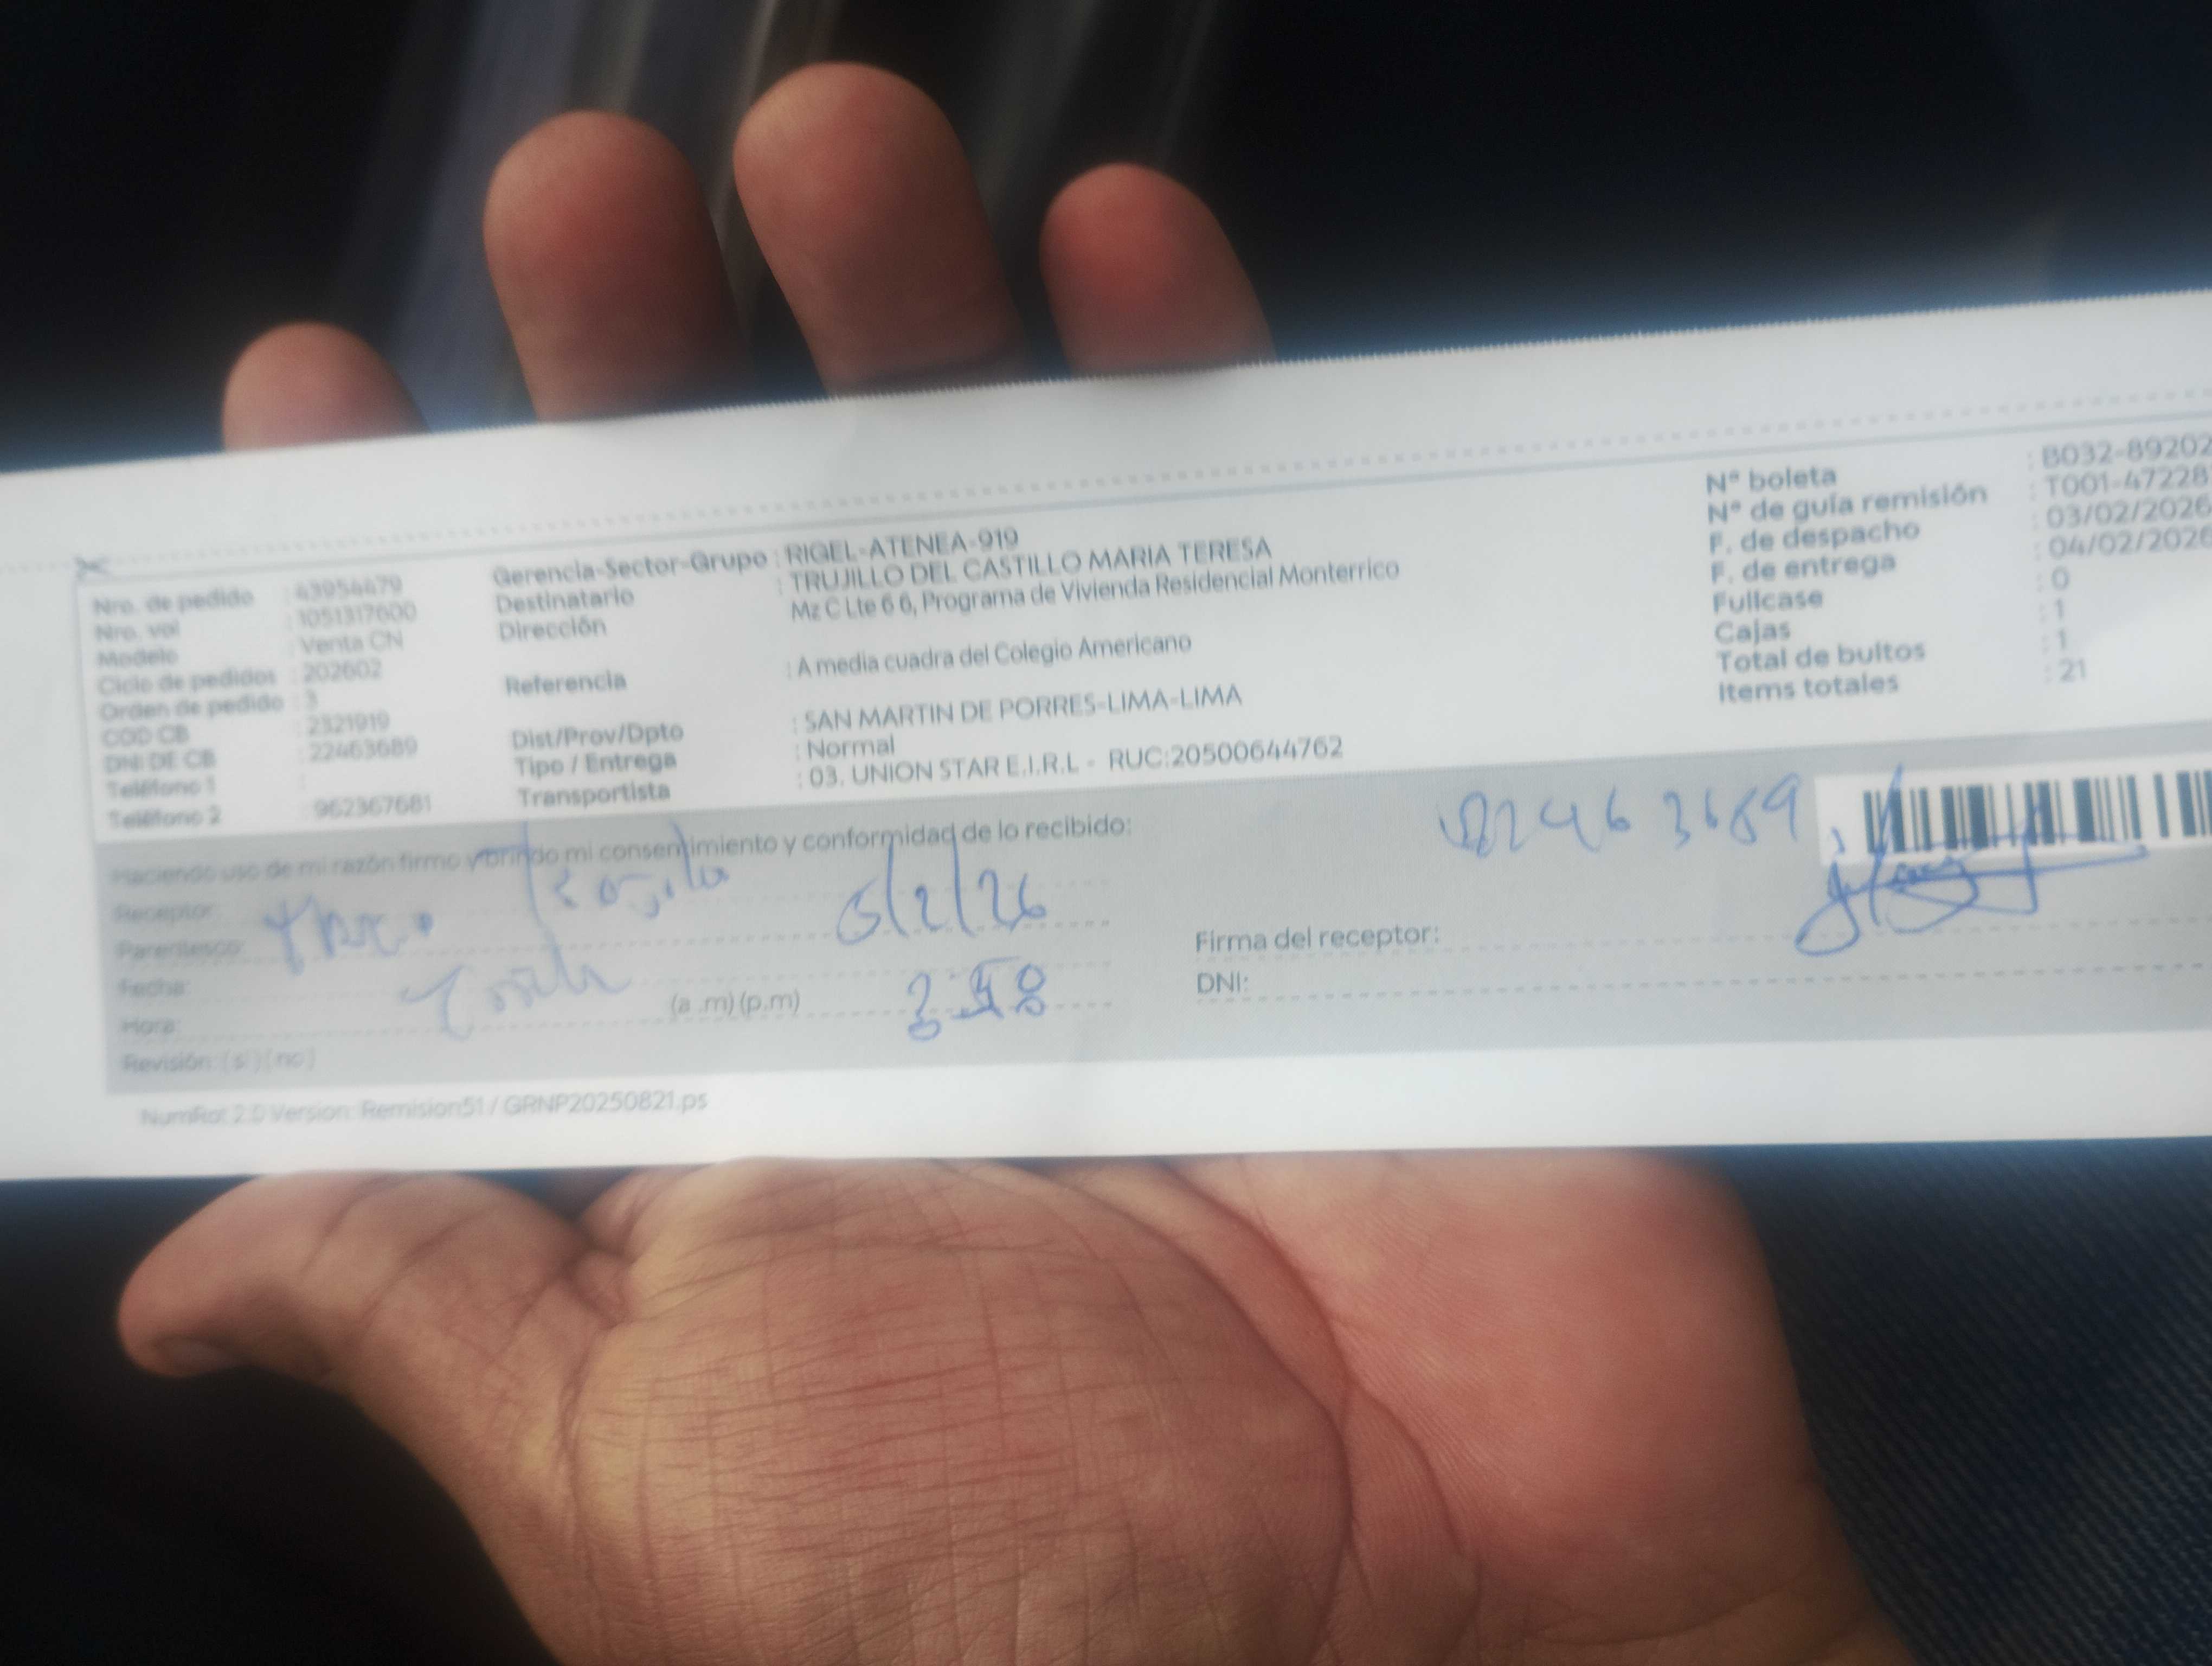 Nro. de pedido : 43954479
Nro. vol : 1051317600
Modelo : Venta CN
Ciclo de pedidos : 202602
Orden de pedido : 3
COD CB : 2321919
DNI DE CB : 22463689
Teléfono 1 :
Teléfono 2 : 962367681
Gerencia-Sector-Grupo : RIGEL-ATENEA-919
Destinatario : TRUJILLO DEL CASTILLO MARIA TERESA
Dirección : Mz C Lte 6 6, Programa de Vivienda Residencial Monterrico
Referencia : A media cuadra del Colegio Americano
Dist/Prov/Dpto : SAN MARTIN DE PORRES-LIMA-LIMA
Tipo / Entrega : Normal
Transportista : 03. UNION STAR E.I.R.L - RUC:20500644762
N° boleta : B032-89202
N° de guía remisión : T001-47228
F. de despacho : 03/02/2026
F. de entrega : 04/02/2026
Fullcase : 0
Cajas : 1
Total de bultos : 1
Items totales : 21
Haciendo uso de mi razón firmo y brindo mi consentimiento y conformidad de lo recibido:
Receptor:
Parentesco:
Fecha:
Hora: (a .m) (p.m)
Revisión: ( si ) ( no )
/2/26
22463689
Firma del receptor:
DNI:
NumRot 2.0 Version: Remision51 / GRNP20250821.ps